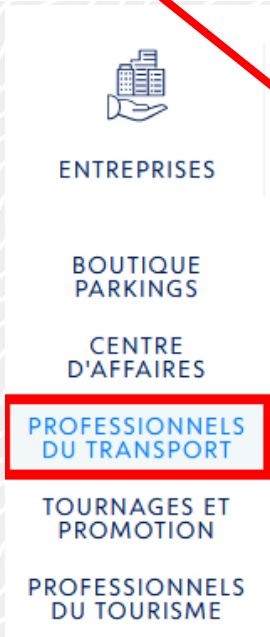 ENTREPRISES
BOUTIQUE
PARKINGS
CENTRE
D'AFFAIRES
PROFESSIONNELS
DU TRANSPORT
TOURNAGES ET
PROMOTION
PROFESSIONNELS
DU TOURISME